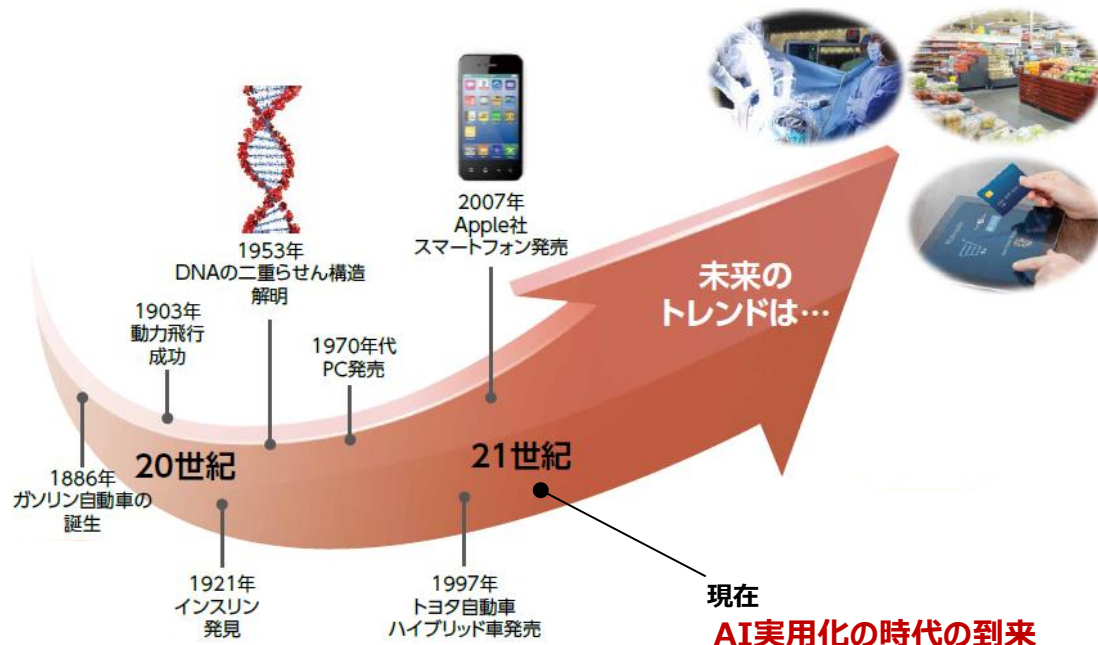 1953年
DNAの二重らせん構造
解明
2007年
Apple社
スマートフォン発売
1903年
動力飛行
成功
1970年代
PC発売
未来の
トレンドは…
20世紀
21世紀
1886年
ガソリン自動車の
誕生
1921年
インスリン
発見
1997年
トヨタ自動車
ハイブリッド車発売
現在
AI実用化の時代の到来